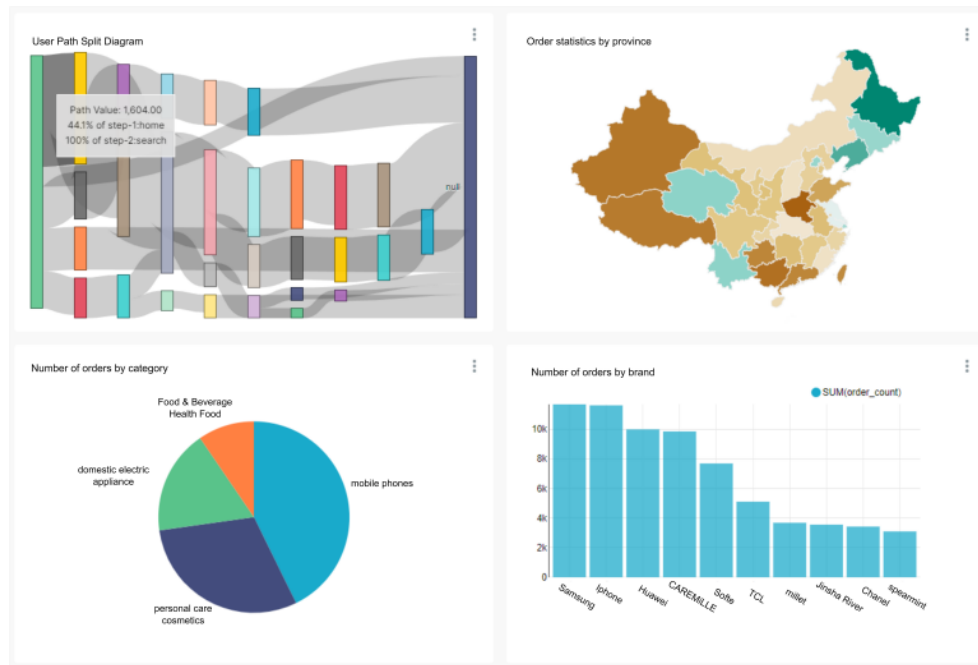 User Path Split Diagram
Path Value: 1,604.00
44.1% of step-1:home
100% of step-2:search
null
Order statistics by province
Number of orders by category
Food & Beverage
Health Food
domestic electric
appliance
mobile phones
personal care
cosmetics
Number of orders by brand
SUM(order_count)
10k
8k
6k
4k
2k
0
Samsung
Iphone
Huawei
CAREMiLLE
Softe
TCL
millet
Jinsha River
Chanel
spearmint